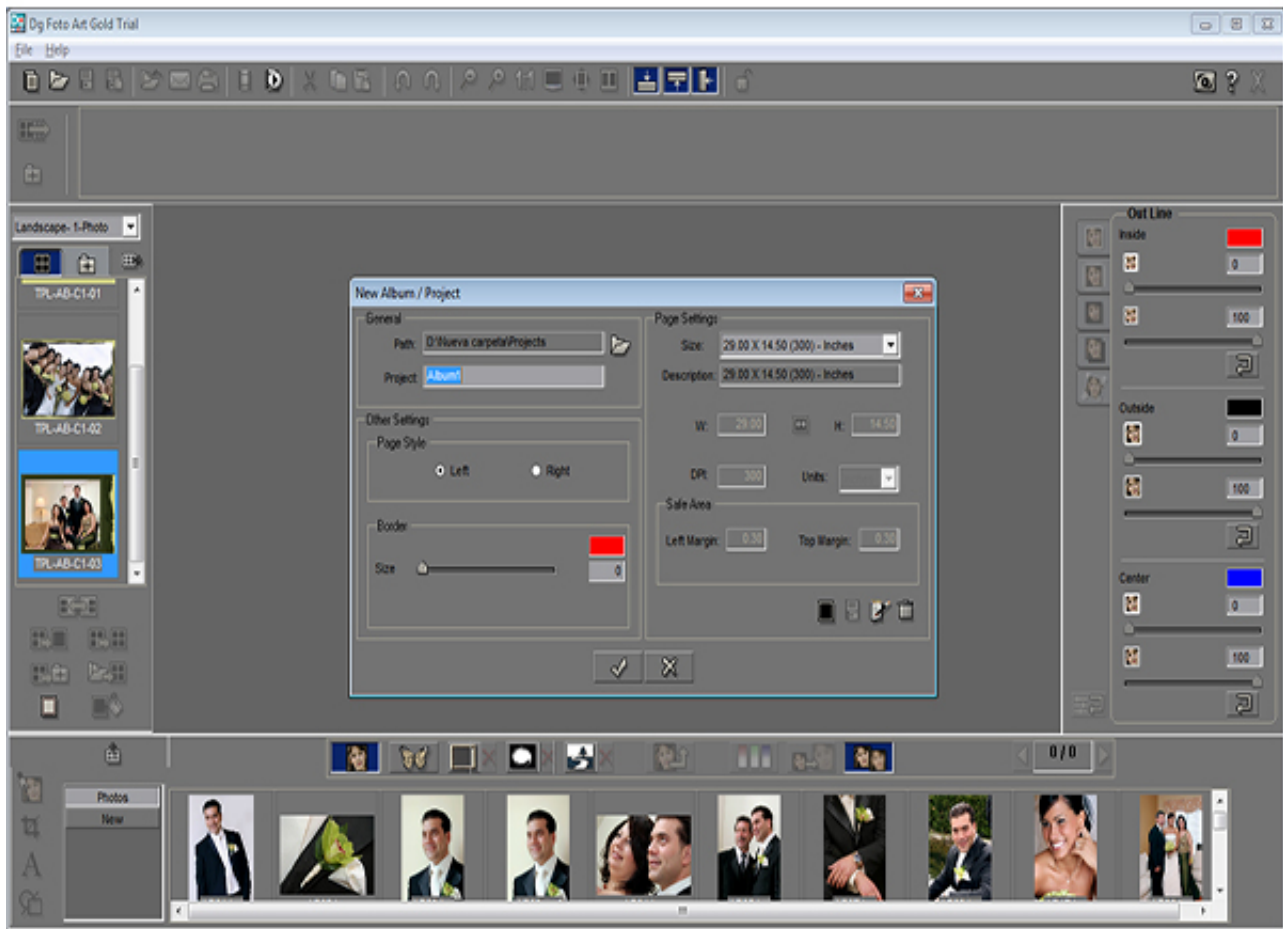 Dg Foto Art Gold Trial
File Help
1:1
Landscape- 1-Photo
TPL-AB-C1-01
TPL-AB-C1-02
TPL-AB-C1-03
New Album / Project
General
Path: D:\Nueva carpeta\Projects
Project: Album1
Other Settings
Page Style
Left Right
Border
Size 0
Page Settings
Size: 29.00 X 14.50 (300) - Inches
Description: 29.00 X 14.50 (300) - Inches
W: 29.00 H: 14.50
DPI: 300 Units:
Safe Area
Left Margin: 0.30 Top Margin: 0.30
Out Line
Inside
0
100
Outside
0
100
Center
0
100
0 / 0
Photos
New
A